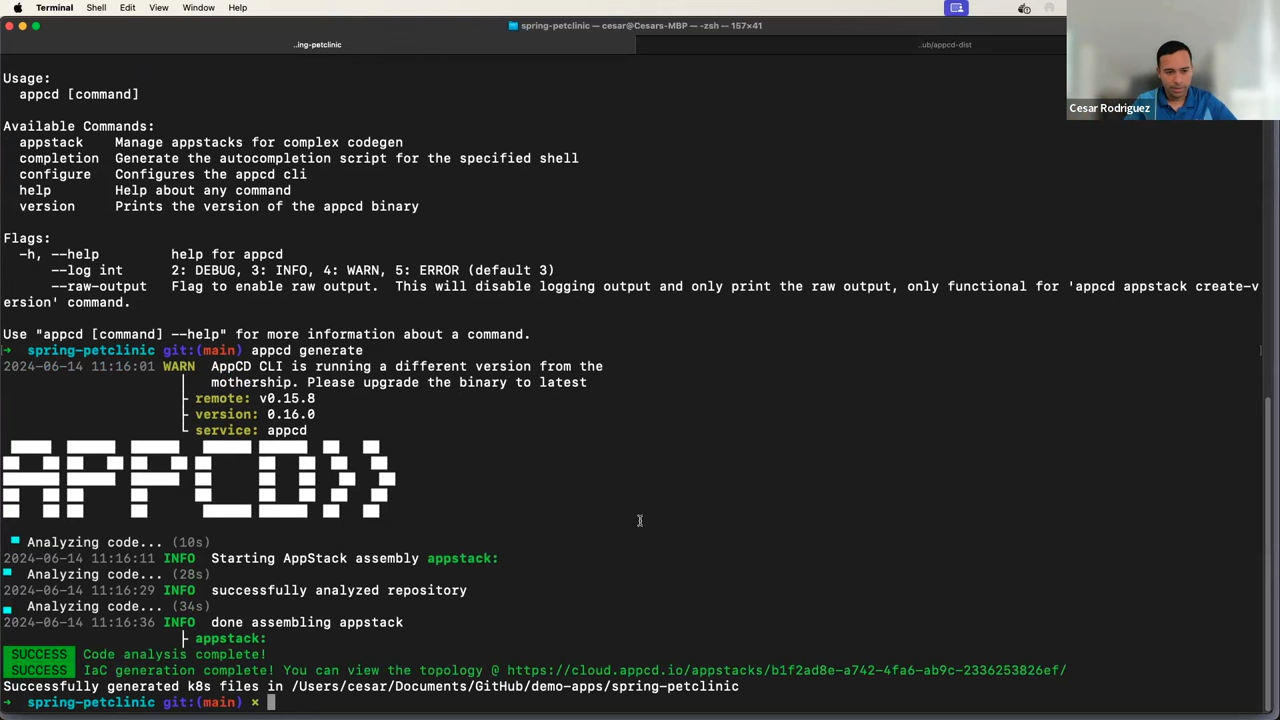 Terminal Shell Edit View Window Help
spring-petclinic — cesar@Cesars-MBP — -zsh — 157×41
..ing-petclinic
..ub/appcd-dist
Cesar Rodriguez
Usage:
appcd [command]
Available Commands:
appstack Manage appstacks for complex codegen
completion Generate the autocompletion script for the specified shell
configure Configures the appcd cli
help Help about any command
version Prints the version of the appcd binary
Flags:
-h, --help help for appcd
--log int 2: DEBUG, 3: INFO, 4: WARN, 5: ERROR (default 3)
--raw-output Flag to enable raw output. This will disable logging output and only print the raw output, only functional for 'appcd appstack create-v
ersion' command.
Use "appcd [command] --help" for more information about a command.
→ spring-petclinic git:(main) appcd generate
2024-06-14 11:16:01 WARN AppCD CLI is running a different version from the
mothership. Please upgrade the binary to latest
├ remote: v0.15.8
├ version: 0.16.0
└ service: appcd
APPCD》
Analyzing code... (10s)
2024-06-14 11:16:11 INFO Starting AppStack assembly appstack:
Analyzing code... (28s)
2024-06-14 11:16:29 INFO successfully analyzed repository
Analyzing code... (34s)
2024-06-14 11:16:36 INFO done assembling appstack
├ appstack:
SUCCESS Code analysis complete!
SUCCESS IaC generation complete! You can view the topology @ https://cloud.appcd.io/appstacks/b1f2ad8e-a742-4fa6-ab9c-2336253826ef/
Successfully generated k8s files in /Users/cesar/Documents/GitHub/demo-apps/spring-petclinic
→ spring-petclinic git:(main) ×